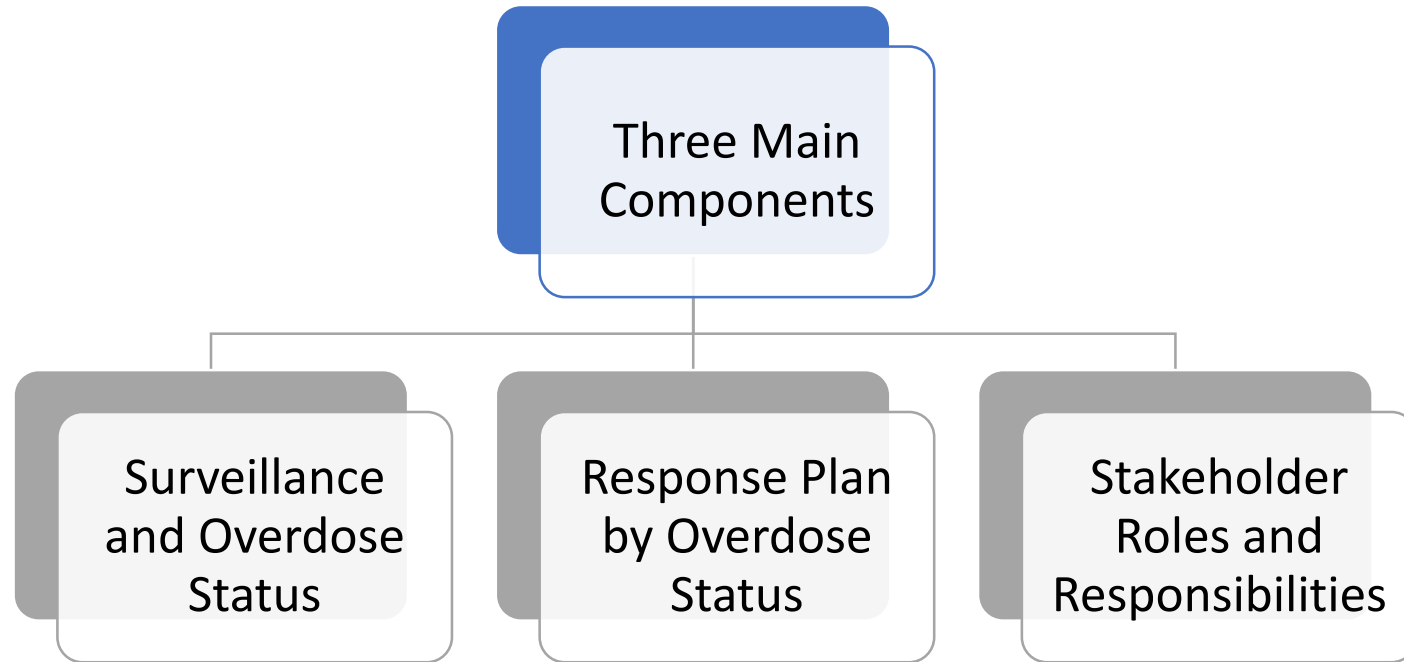 Three Main
Components
Surveillance
and Overdose
Status
Response Plan
by Overdose
Status
Stakeholder
Roles and
Responsibilities